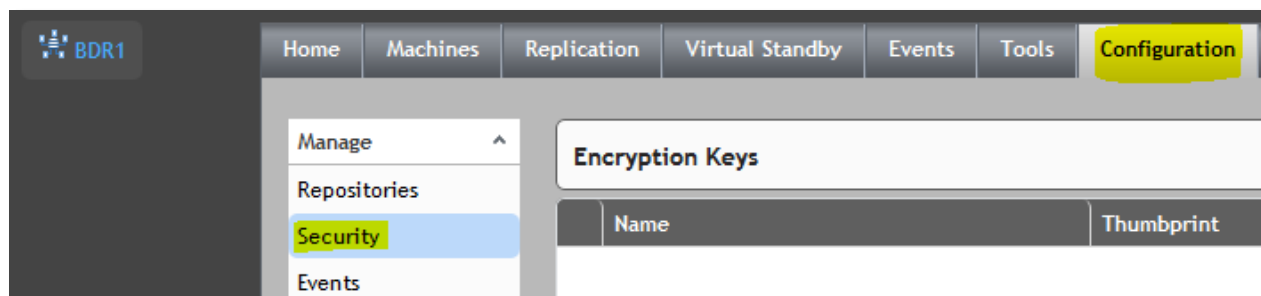 BDR1
Home Machines Replication Virtual Standby Events Tools Configuration
Manage
Encryption Keys
Repositories
Security
Name Thumbprint
Events